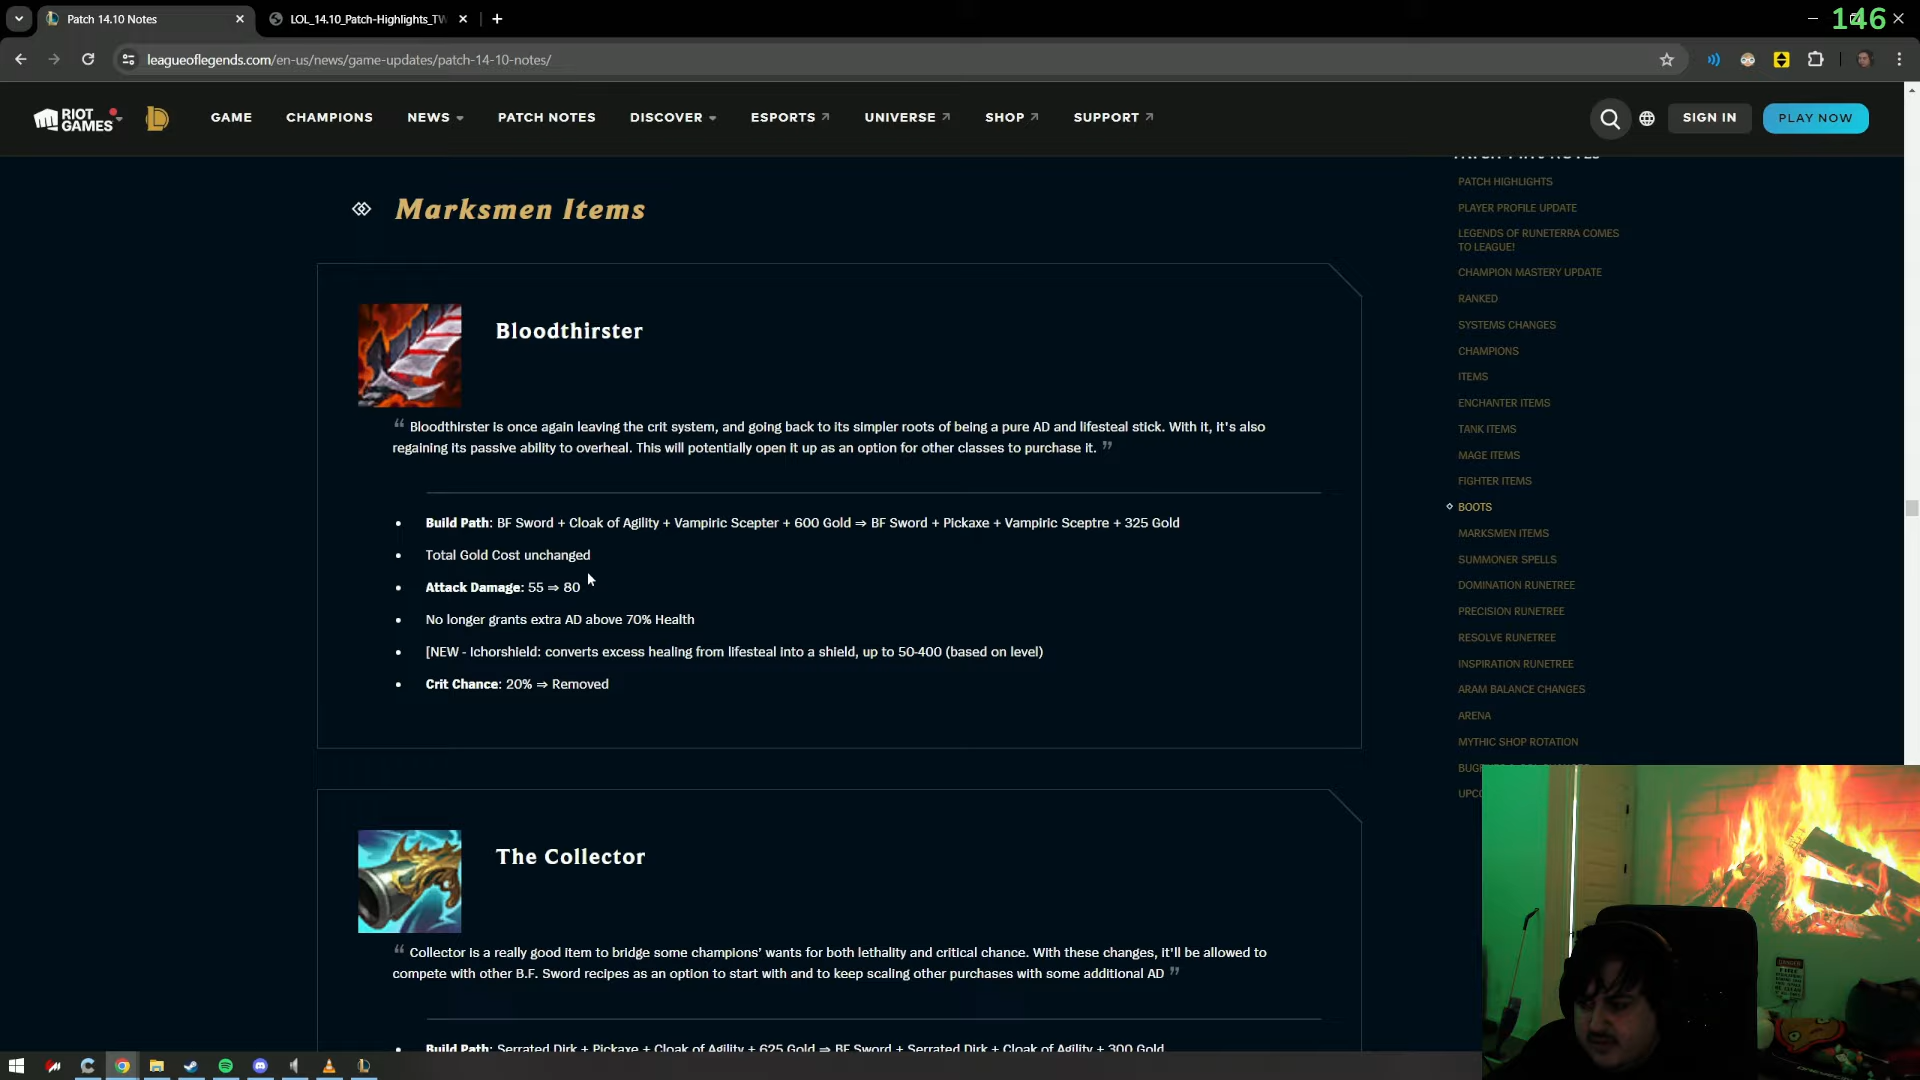 Patch 14.10 Notes
LOL_14.10_Patch-Highlights_TW
146
leagueoflegends.com/en-us/news/game-updates/patch-14-10-notes/
RIOT GAMES
GAME
CHAMPIONS
NEWS
PATCH NOTES
DISCOVER
ESPORTS
UNIVERSE
SHOP
SUPPORT
SIGN IN
PLAY NOW
Marksmen Items
Bloodthirster
“ Bloodthirster is once again leaving the crit system, and going back to its simpler roots of being a pure AD and lifesteal stick. With it, it's also
regaining its passive ability to overheal. This will potentially open it up as an option for other classes to purchase it. ”
• Build Path: BF Sword + Cloak of Agility + Vampiric Scepter + 600 Gold ⇒ BF Sword + Pickaxe + Vampiric Sceptre + 325 Gold
• Total Gold Cost unchanged
• Attack Damage: 55 ⇒ 80
• No longer grants extra AD above 70% Health
• [NEW - Ichorshield: converts excess healing from lifesteal into a shield, up to 50-400 (based on level)
• Crit Chance: 20% ⇒ Removed
The Collector
“ Collector is a really good item to bridge some champions’ wants for both lethality and critical chance. With these changes, it'll be allowed to
compete with other B.F. Sword recipes as an option to start with and to keep scaling other purchases with some additional AD ”
• Build Path: Serrated Dirk + Pickaxe + Cloak of Agility + 625 Gold ⇒ BF Sword + Serrated Dirk + Cloak of Agility + 300 Gold
PATCH HIGHLIGHTS
PLAYER PROFILE UPDATE
LEGENDS OF RUNETERRA COMES
TO LEAGUE!
CHAMPION MASTERY UPDATE
RANKED
SYSTEMS CHANGES
CHAMPIONS
ITEMS
ENCHANTER ITEMS
TANK ITEMS
MAGE ITEMS
FIGHTER ITEMS
BOOTS
MARKSMEN ITEMS
SUMMONER SPELLS
DOMINATION RUNETREE
PRECISION RUNETREE
RESOLVE RUNETREE
INSPIRATION RUNETREE
ARAM BALANCE CHANGES
ARENA
MYTHIC SHOP ROTATION
DANGER